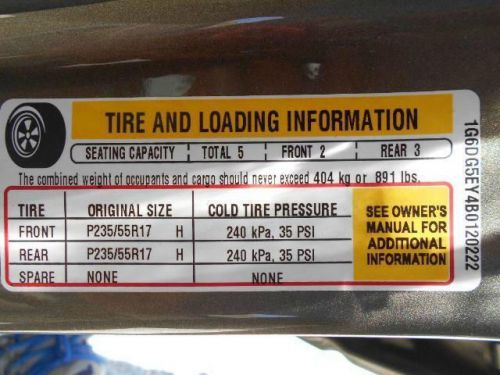 TIRE AND LOADING INFORMATION
SEATING CAPACITY TOTAL 5 FRONT 2 REAR 3
The combined weight of occupants and cargo should never exceed 404 kg or 891 lbs.
TIRE ORIGINAL SIZE COLD TIRE PRESSURE
FRONT P235/55R17 H 240 kPa, 35 PSI
REAR P235/55R17 H 240 kPa, 35 PSI
SPARE NONE NONE
SEE OWNER'S
MANUAL FOR
ADDITIONAL
INFORMATION
1G6DG5EY4B0120222